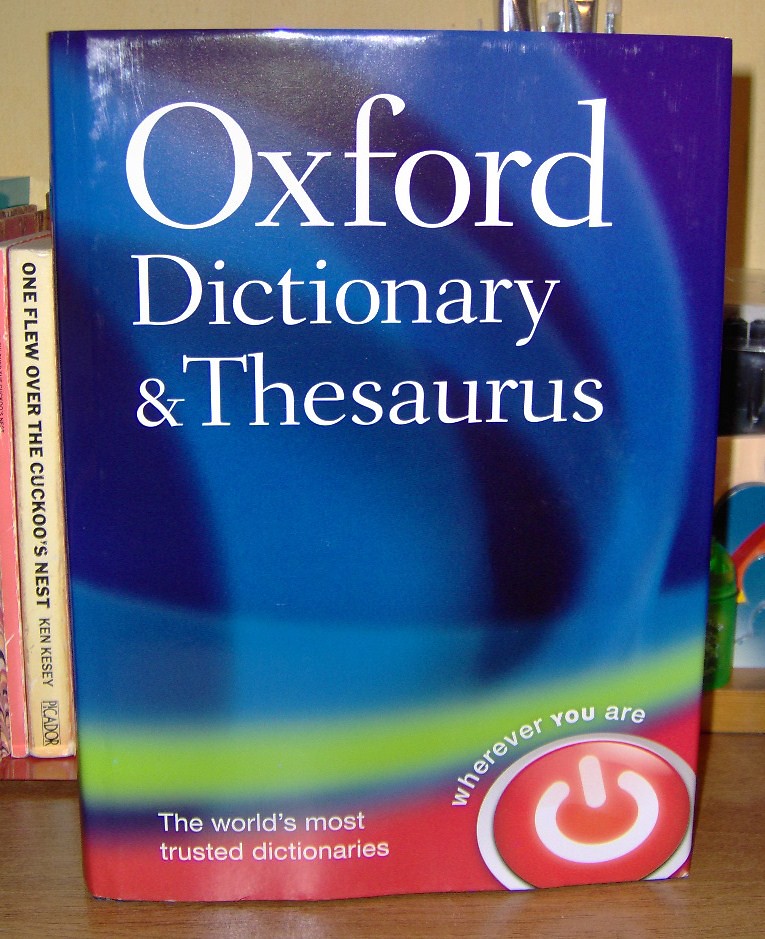 Oxford
Dictionary
& Thesaurus
wherever YOU are
The world's most
trusted dictionaries
ONE FLEW OVER THE CUCKOO'S NEST KEN KESEY PICADOR